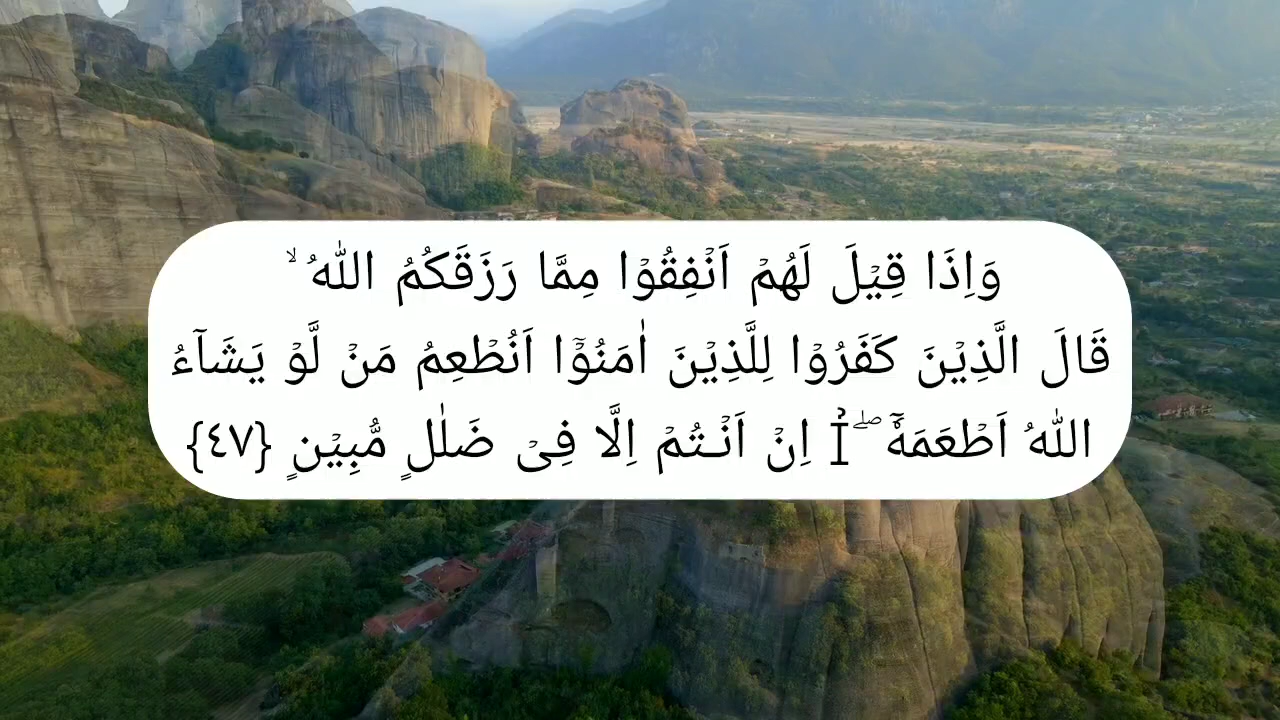 وَاِذَا قِيْلَ لَهُمْ اَنْفِقُوْا مِمَّا رَزَقَكُمُ اللّٰهُ ۙ
قَالَ الَّذِيْنَ كَفَرُوْا لِلَّذِيْنَ اٰمَنُوْٓا اَنُطْعِمُ مَنْ لَّوْ يَشَآءُ
اللّٰهُ اَطْعَمَهٗٓ ۖ اِنْ اَنْـتُمْ اِلَّا فِىْ ضَلٰلٍ مُّبِيْنٍ {٤٧}